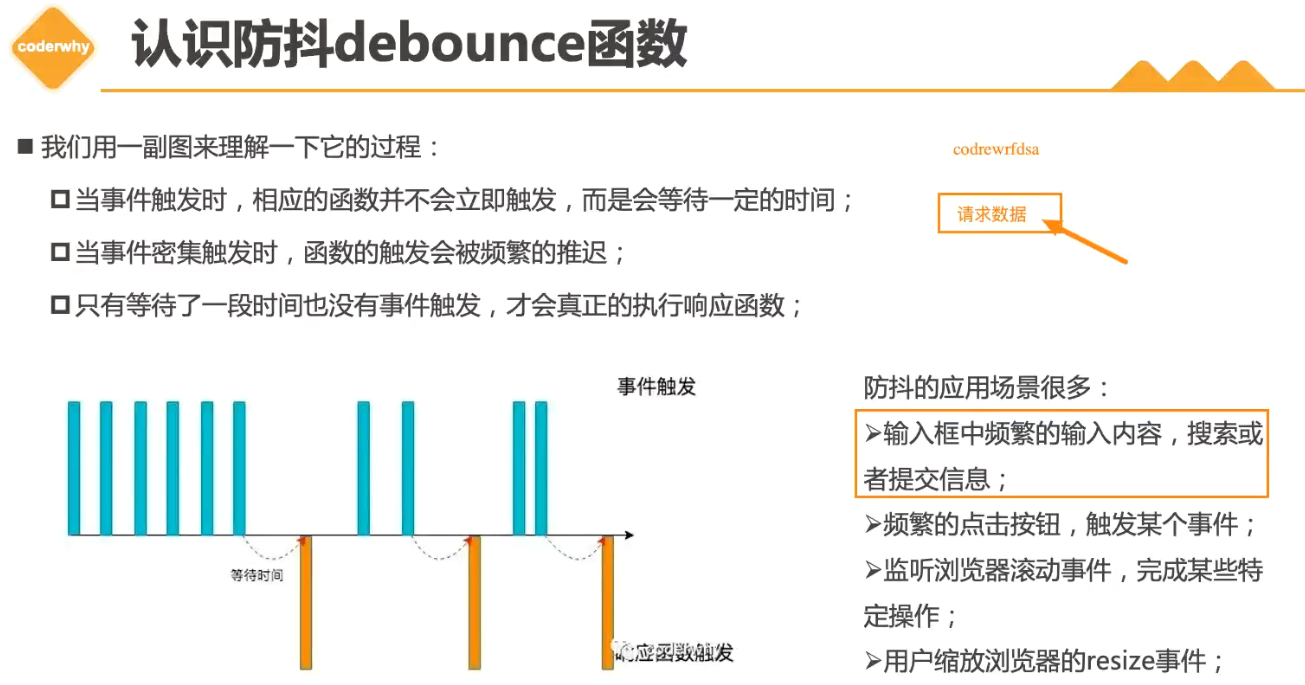 coderwhy
认识防抖debounce函数
■ 我们用一副图来理解一下它的过程：
当事件触发时，相应的函数并不会立即触发，而是会等待一定的时间；
当事件密集触发时，函数的触发会被频繁的推迟；
只有等待了一段时间也没有事件触发，才会真正的执行响应函数；
codrewrfdsa
请求数据
事件触发
等待时间
响应函数触发
coderwhy
防抖的应用场景很多：
➢输入框中频繁的输入内容，搜索或
者提交信息；
➢频繁的点击按钮，触发某个事件；
➢监听浏览器滚动事件，完成某些特
定操作；
➢用户缩放浏览器的resize事件；